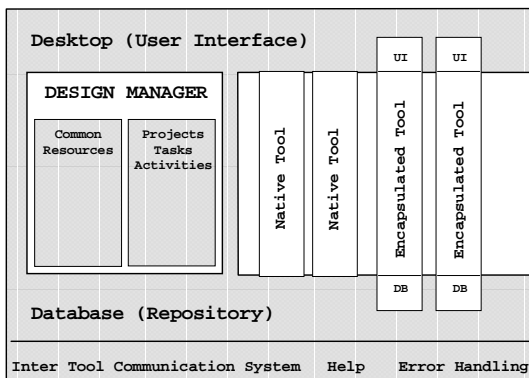 Desktop (User Interface)
UI
UI
DESIGN MANAGER
Common
Resources
Projects
Tasks
Activities
Native Tool
Native Tool
Encapsulated Tool
Encapsulated Tool
DB
DB
Database (Repository)
Inter Tool Communication System Help Error Handling